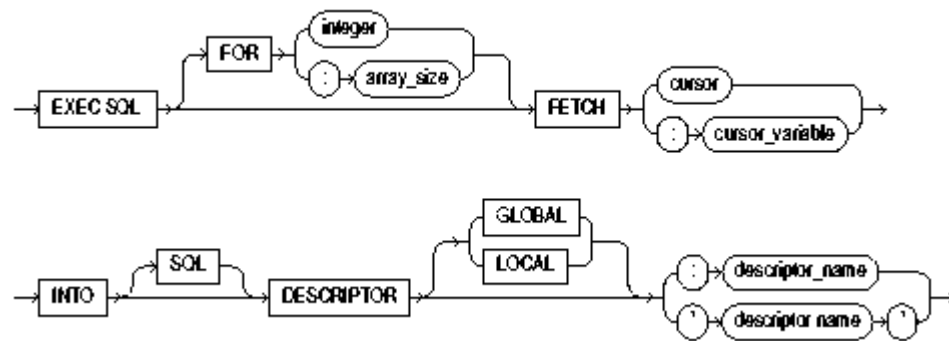 integer
FOR
: array_size
EXEC SQL FETCH cursor
: cursor_variable
GLOBAL
SQL LOCAL
INTO DESCRIPTOR : descriptor_name
' descriptor name '